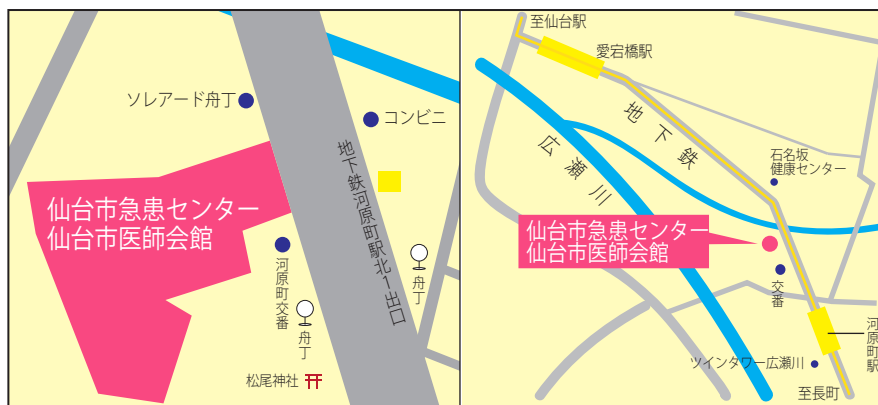 ソレアード舟丁
コンビニ
地下鉄河原町駅北1出口
仙台市急患センター
仙台市医師会館
河原町交番
舟丁
舟丁
松尾神社
至仙台駅
愛宕橋駅
地下鉄
広瀬川
石名坂
健康センター
仙台市急患センター
仙台市医師会館
交番
河原町駅
ツインタワー広瀬川
至長町